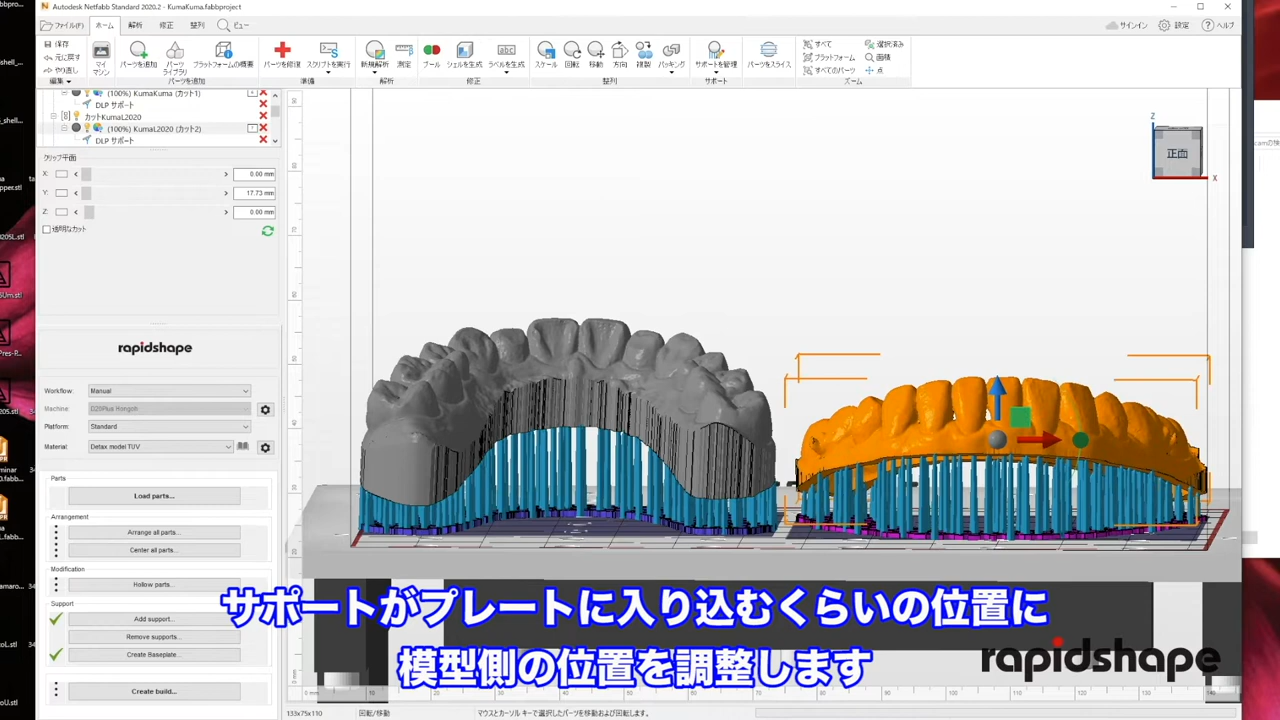 Autodesk Netfabb Standard 2020.2 - KumaKuma.fabbproject
ファイル(F)
ホーム
解析
修正
整列
ビュー
サインイン
設定
ヘルプ
保存
元に戻す
やり直し
編集
マイ
マシン
パーツを追加
パーツ
ライブラリ
プラットフォームの概要
パーツを追加
パーツを修復
スクリプトを実行
準備
新規解析
測定
解析
ブール
シェルを生成
ラベルを生成
修正
スケール
回転
移動
方向
複製
パッキング
整列
サポートを管理
サポート
パーツをスライス
すべて
プラットフォーム
すべてのパーツ
選択済み
面積
点
ズーム
(100%) KumaKuma (カット1)
DLP サポート
カットKumaL2020
(100%) KumaL2020 (カット2)
DLP サポート
クリップ平面
X:
0.00 mm
Y:
17.73 mm
Z:
0.00 mm
透明なカット
rapidshape
Workflow:
Manual
Machine:
D20Plus Hongoh
Platform:
Standard
Material:
Detax model TUV
Parts
Load parts...
Arrangement
Arrange all parts...
Center all parts...
Modification
Hollow parts...
Support
Add support...
Remove supports...
Create Baseplate...
Create build...
Z
正面
X
サポートがプレートに入り込むくらいの位置に
模型側の位置を調整します
rapidshape
133x75x110
回転/移動
マウスとカーソル キーで選択したパーツを移動および回転します。